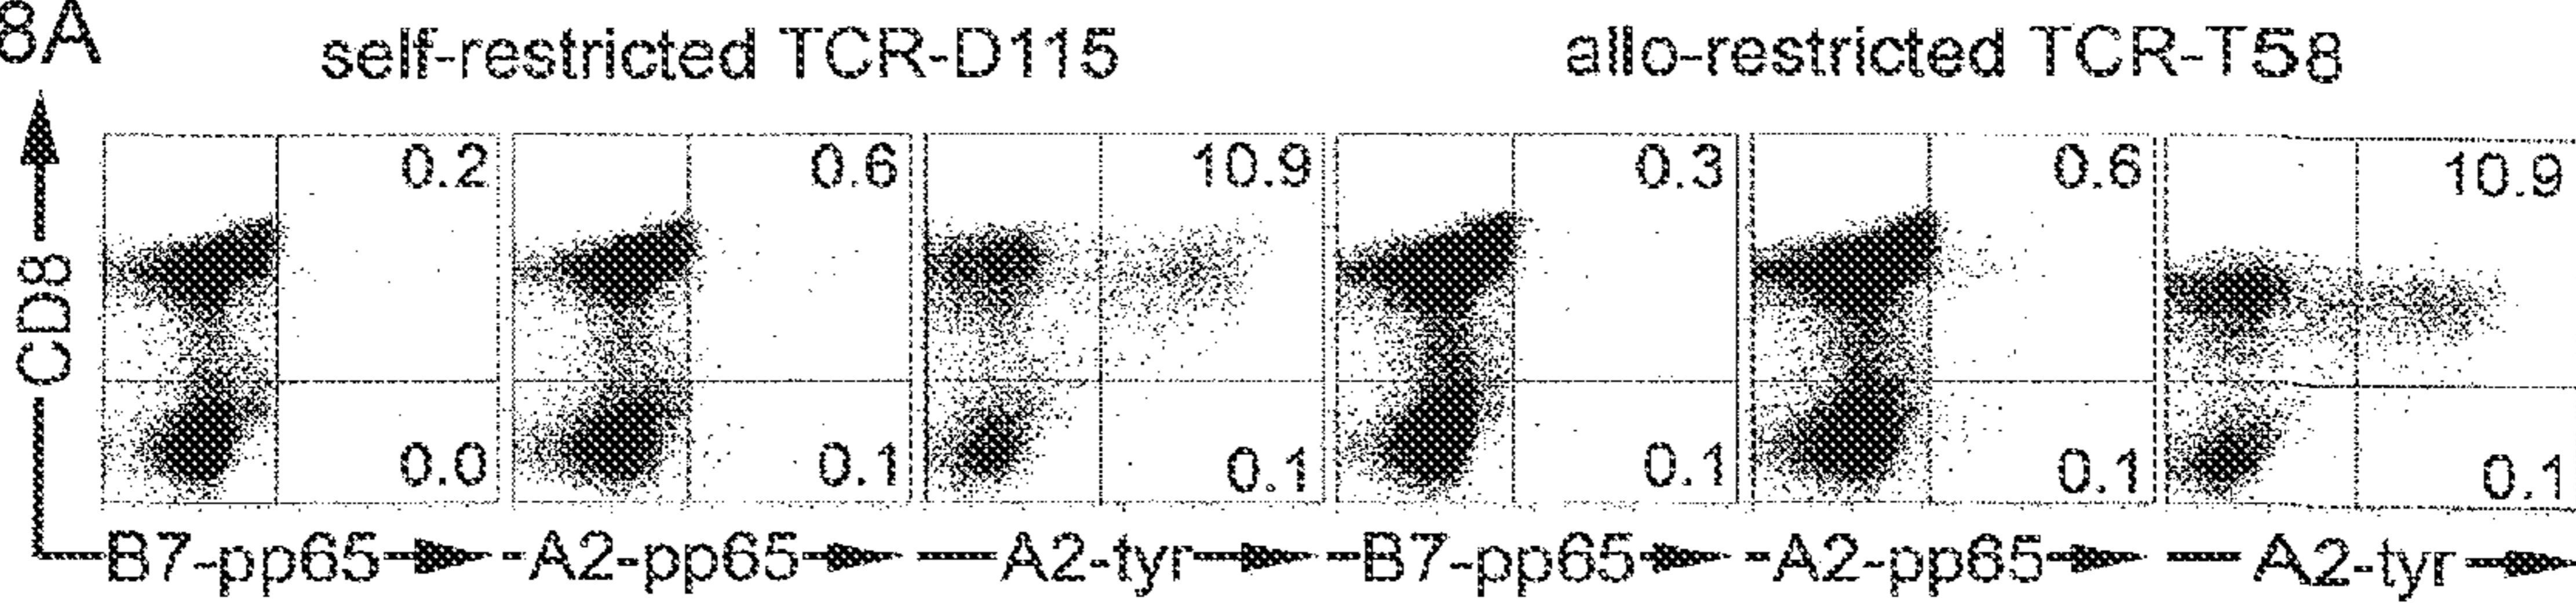 8A
self-restricted TCR-D115 allo-restricted TCR-T58
0.2 0.6 10.9 0.3 0.6 10.9
CD8
0.0 0.1 0.1 0.1 0.1 0.1
B7-pp65 A2-pp65 A2-tyr B7-pp65 A2-pp65 A2-tyr